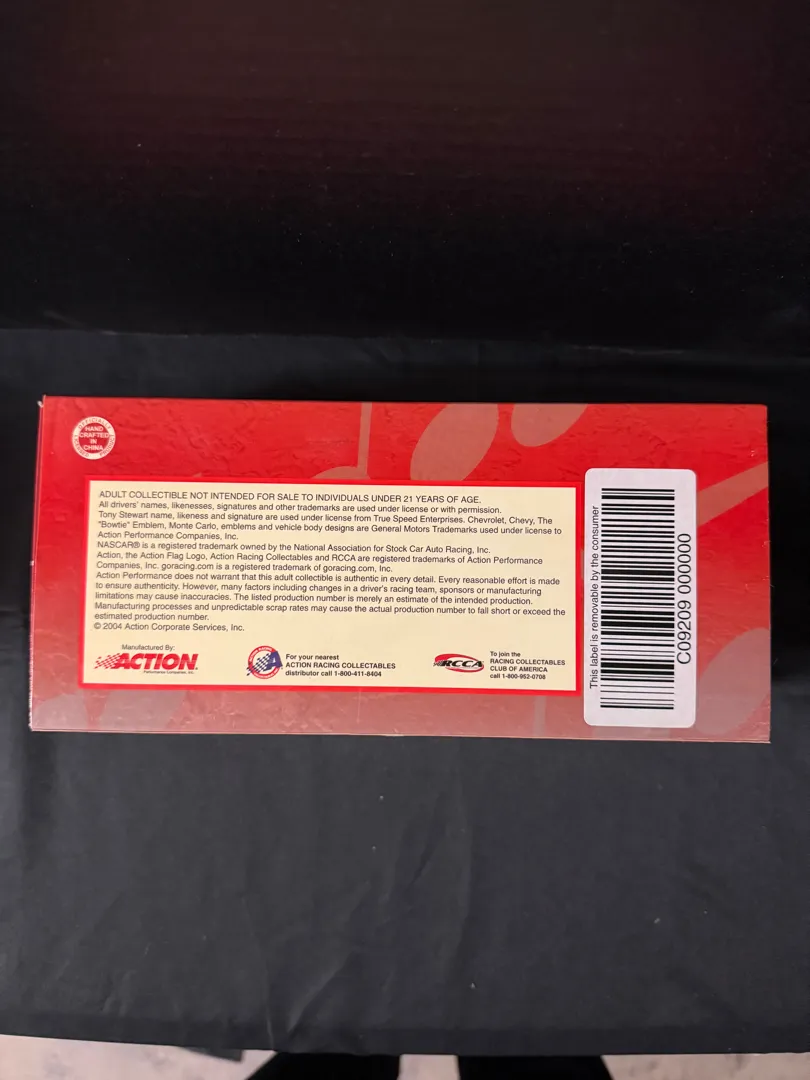 HAND
CRAFTED
IN
CHINA
ADULT COLLECTIBLE NOT INTENDED FOR SALE TO INDIVIDUALS UNDER 21 YEARS OF AGE.
All drivers' names, likenesses, signatures and other trademarks are used under license or with permission.
Tony Stewart name, likeness and signature are used under license from True Speed Enterprises. Chevrolet, Chevy, The
"Bowtie" Emblem, Monte Carlo, emblems and vehicle body designs are General Motors Trademarks used under license to
Action Performance Companies, Inc.
NASCAR® is a registered trademark owned by the National Association for Stock Car Auto Racing, Inc.
Action, the Action Flag Logo, Action Racing Collectables and RCCA are registered trademarks of Action Performance
Companies, Inc. goracing.com is a registered trademark of goracing.com, Inc.
Action Performance does not warrant that this adult collectible is authentic in every detail. Every reasonable effort is made
to ensure authenticity. However, many factors including changes in a driver's racing team, sponsors or manufacturing
limitations may cause inaccuracies. The listed production number is merely an estimate of the intended production.
Manufacturing processes and unpredictable scrap rates may cause the actual production number to fall short or exceed the
estimated production number.
© 2004 Action Corporate Services, Inc.
Manufactured By:
ACTION
Performance Companies, Inc.
For your nearest
ACTION RACING COLLECTABLES
distributor call 1-800-411-8404
RCCA
To join the
RACING COLLECTABLES
CLUB OF AMERICA
call 1-800-952-0708
This label is removable by the consumer
C09209 000000